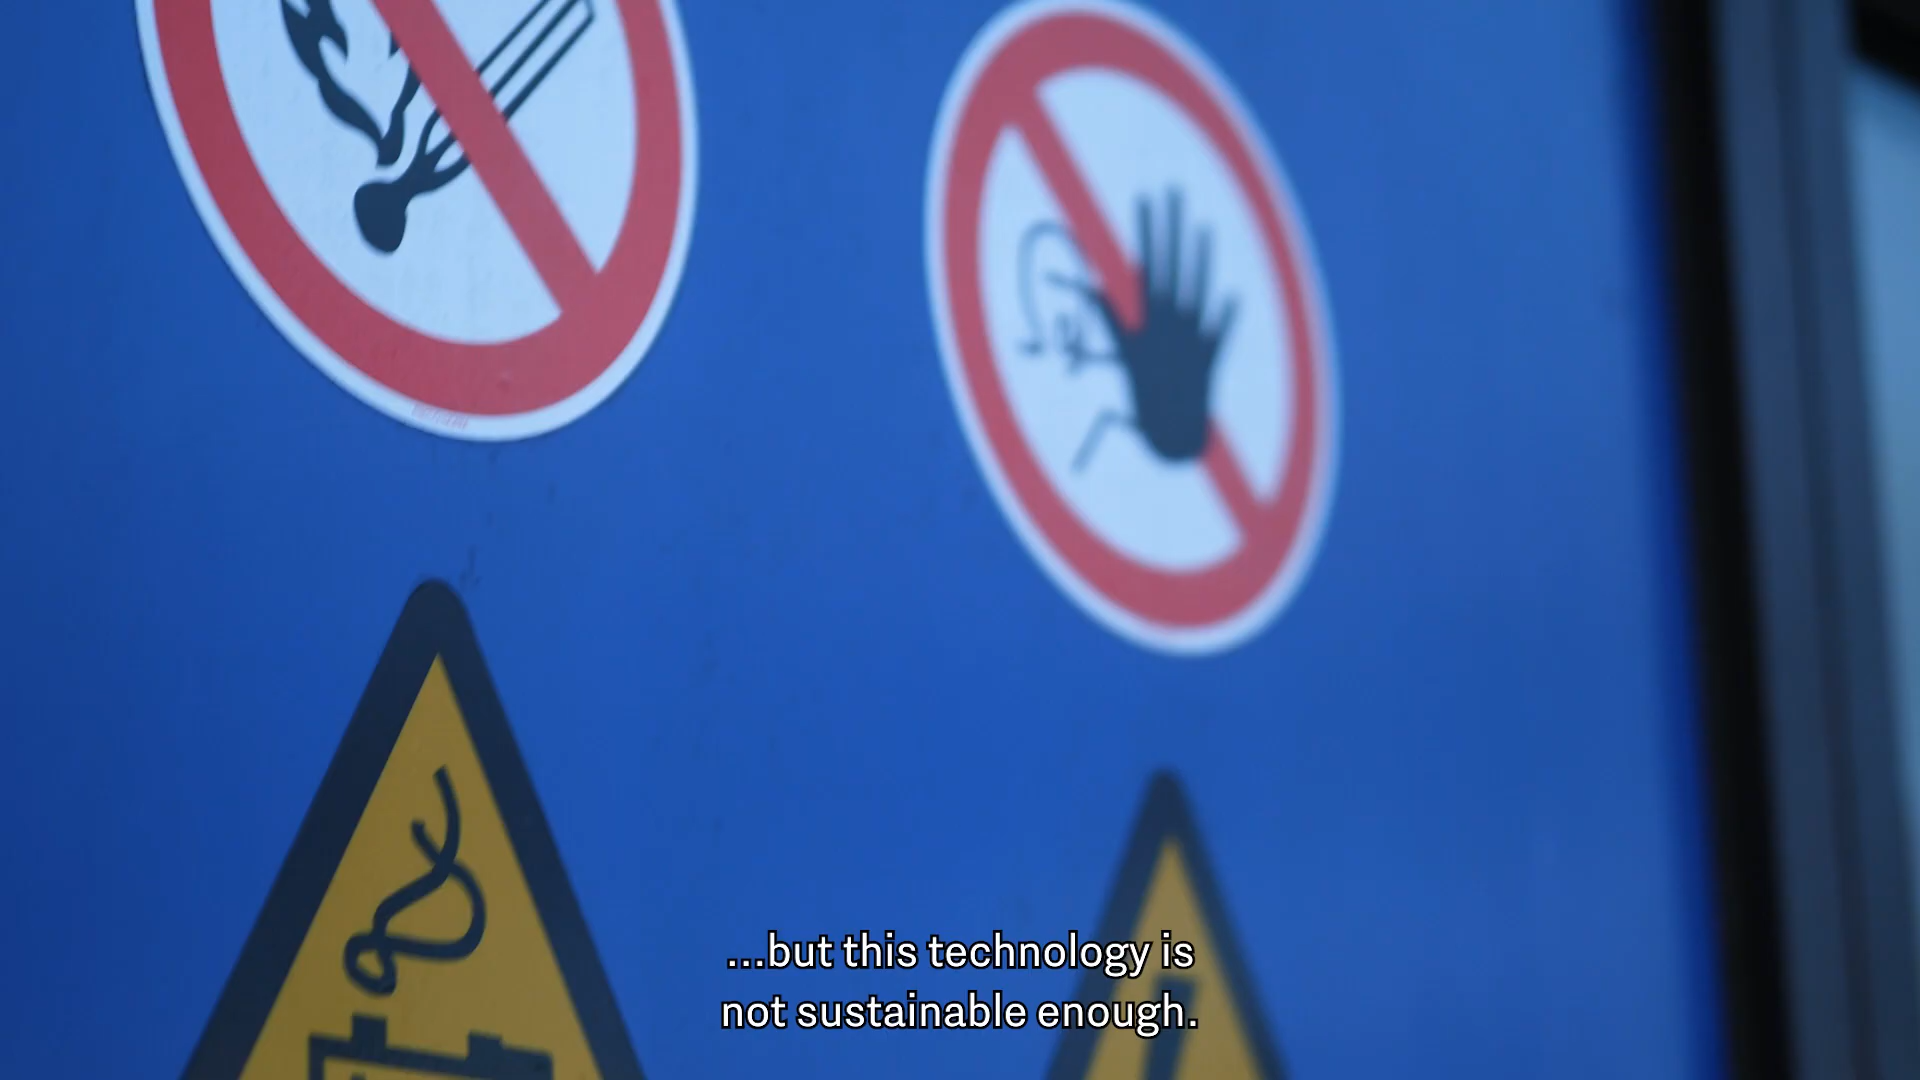 ...but this technology is
not sustainable enough.